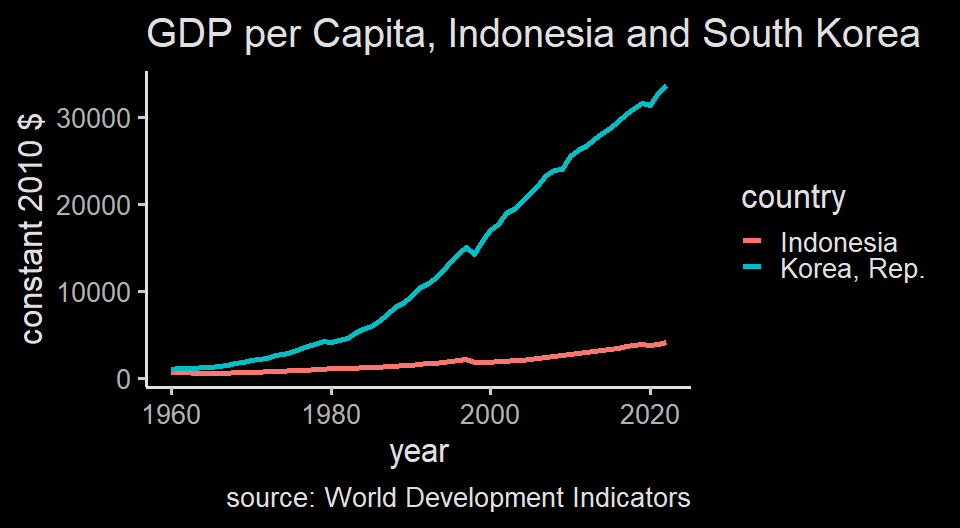 GDP per Capita, Indonesia and South Korea
constant 2010 $
30000
20000
10000
0
1960 1980 2000 2020
year
country
Indonesia
Korea, Rep.
source: World Development Indicators